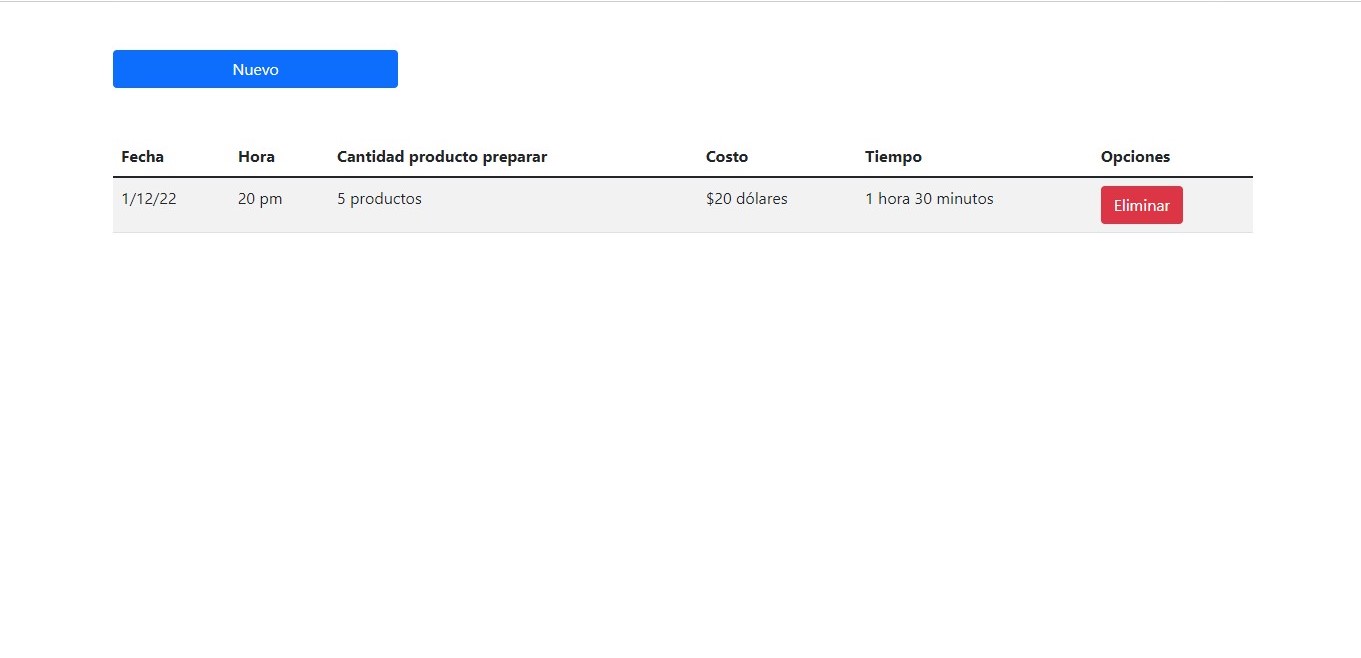 Nuevo
Fecha Hora Cantidad producto preparar Costo Tiempo Opciones
1/12/22 20 pm 5 productos $20 dólares 1 hora 30 minutos Eliminar